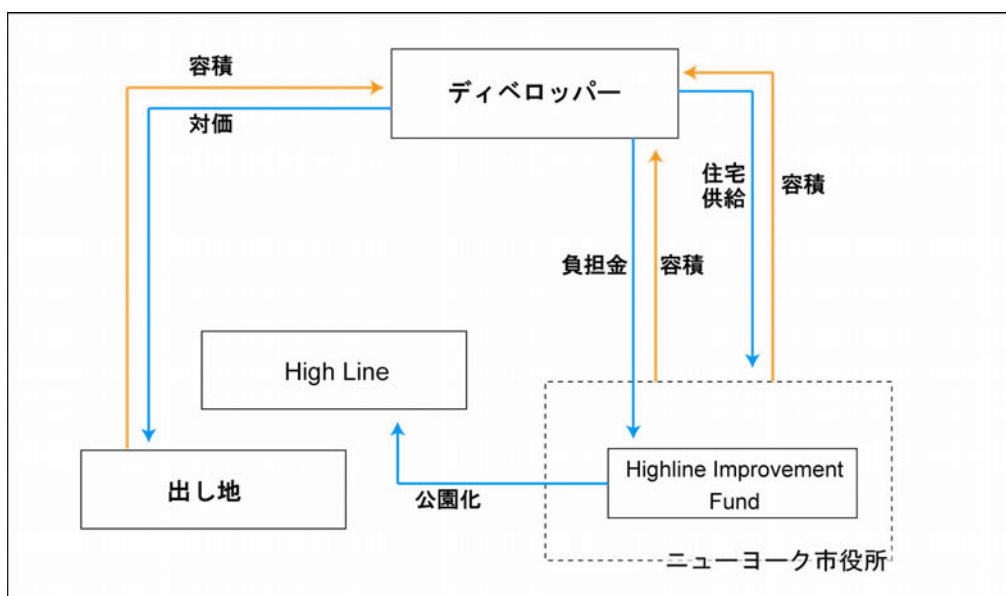 容積
ディベロッパー
対価
住宅
供給
容積
負担金
容積
High Line
出し地
Highline Improvement
Fund
公園化
ニューヨーク市役所